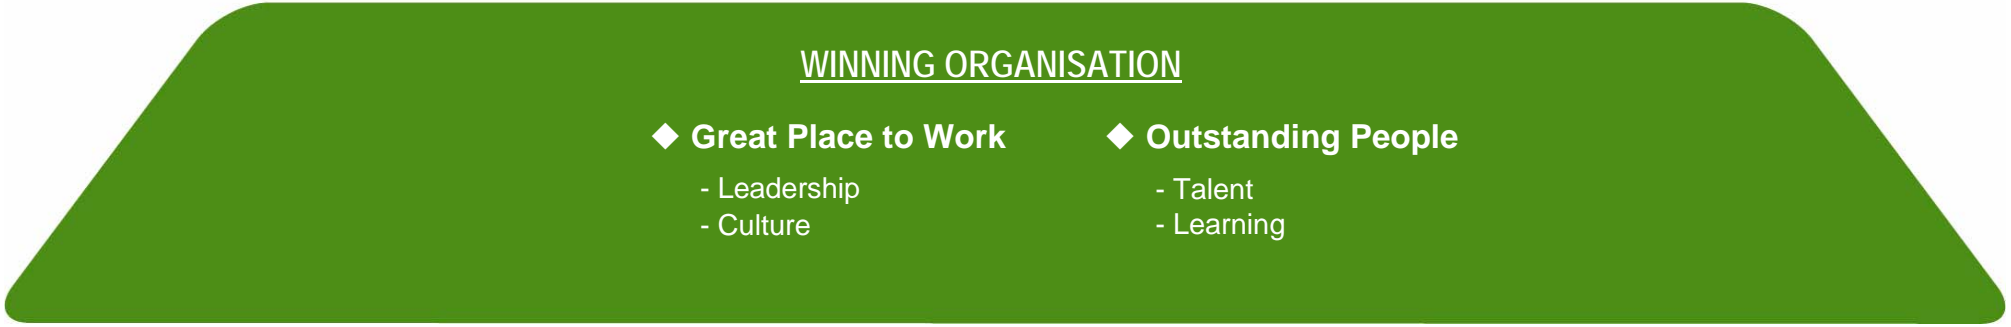 WINNING ORGANISATION
◆ Great Place to Work
- Leadership
- Culture
◆ Outstanding People
- Talent
- Learning